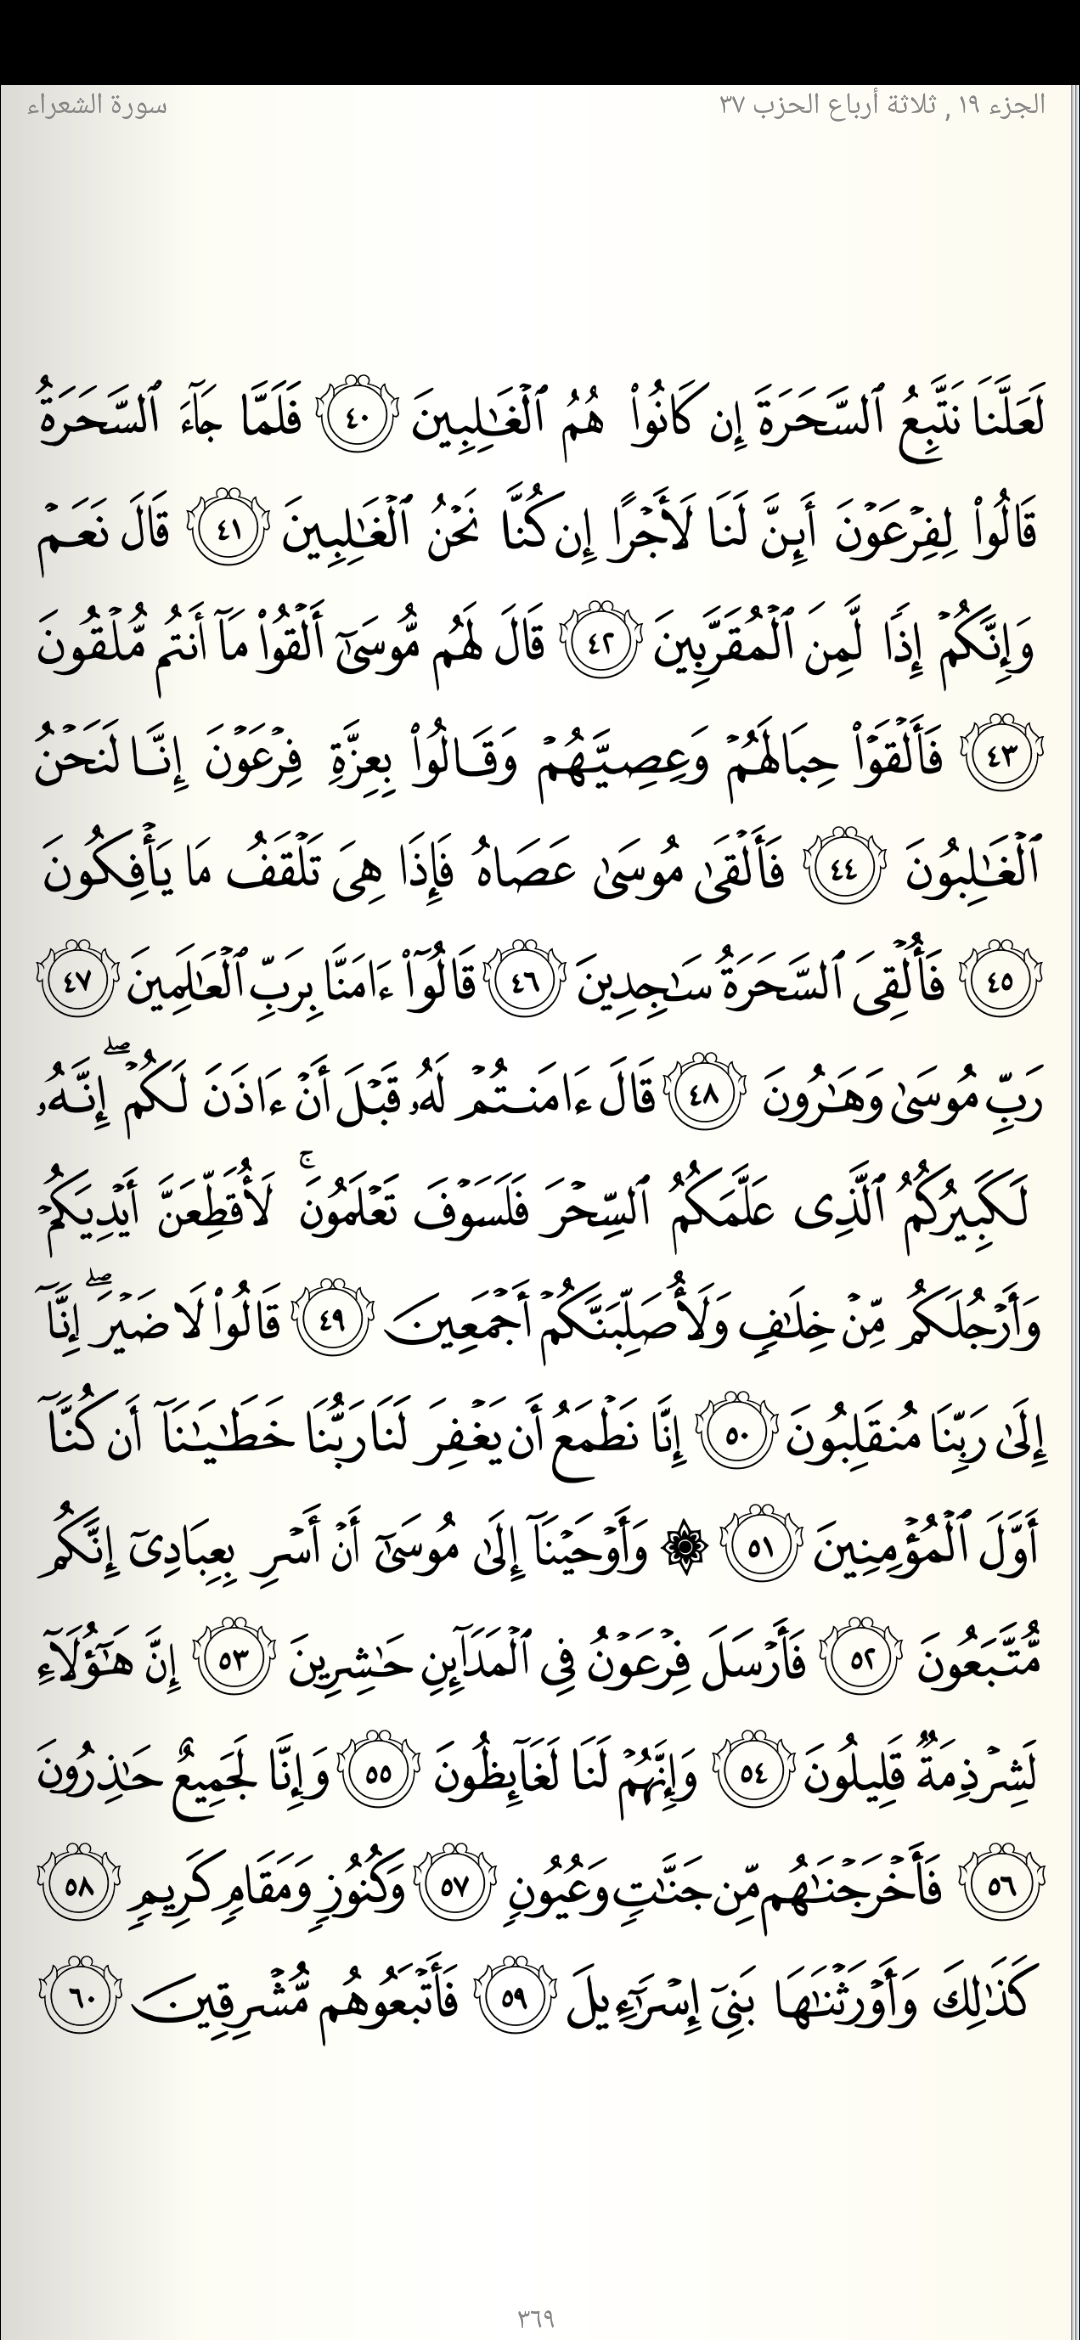 الجزء ١٩ , ثلاثة أرباع الحزب ٣٧
سورة الشعراء
لَعَلَّنَا نَتَّبِعُ ٱلسَّحَرَةَ إِن كَانُوا۟ هُمُ ٱلْغَـٰلِبِينَ ٤٠ فَلَمَّا جَآءَ ٱلسَّحَرَةُ
قَالُوا۟ لِفِرْعَوْنَ أَئِنَّ لَنَا لَأَجْرًا إِن كُنَّا نَحْنُ ٱلْغَـٰلِبِينَ ٤١ قَالَ نَعَمْ
وَإِنَّكُمْ إِذًا لَّمِنَ ٱلْمُقَرَّبِينَ ٤٢ قَالَ لَهُم مُّوسَىٰٓ أَلْقُوا۟ مَآ أَنتُم مُّلْقُونَ
٤٣ فَأَلْقَوْا۟ حِبَالَهُمْ وَعِصِيَّهُمْ وَقَالُوا۟ بِعِزَّةِ فِرْعَوْنَ إِنَّا لَنَحْنُ
ٱلْغَـٰلِبُونَ ٤٤ فَأَلْقَىٰ مُوسَىٰ عَصَاهُ فَإِذَا هِىَ تَلْقَفُ مَا يَأْفِكُونَ
٤٥ فَأُلْقِىَ ٱلسَّحَرَةُ سَـٰجِدِينَ ٤٦ قَالُوٓا۟ ءَامَنَّا بِرَبِّ ٱلْعَـٰلَمِينَ ٤٧
رَبِّ مُوسَىٰ وَهَـٰرُونَ ٤٨ قَالَ ءَامَنتُمْ لَهُۥ قَبْلَ أَنْ ءَاذَنَ لَكُمْ ۖ إِنَّهُۥ
لَكَبِيرُكُمُ ٱلَّذِى عَلَّمَكُمُ ٱلسِّحْرَ فَلَسَوْفَ تَعْلَمُونَ ۚ لَأُقَطِّعَنَّ أَيْدِيَكُمْ
وَأَرْجُلَكُم مِّنْ خِلَـٰفٍ وَلَأُصَلِّبَنَّكُمْ أَجْمَعِينَ ٤٩ قَالُوا۟ لَا ضَيْرَ ۖ إِنَّآ
إِلَىٰ رَبِّنَا مُنقَلِبُونَ ٥٠ إِنَّا نَطْمَعُ أَن يَغْفِرَ لَنَا رَبُّنَا خَطَـٰيَـٰنَآ أَن كُنَّآ
أَوَّلَ ٱلْمُؤْمِنِينَ ٥١ ۞ وَأَوْحَيْنَآ إِلَىٰ مُوسَىٰٓ أَنْ أَسْرِ بِعِبَادِىٓ إِنَّكُم
مُّتَّبَعُونَ ٥٢ فَأَرْسَلَ فِرْعَوْنُ فِى ٱلْمَدَآئِنِ حَـٰشِرِينَ ٥٣ إِنَّ هَـٰٓؤُلَآءِ
لَشِرْذِمَةٌ قَلِيلُونَ ٥٤ وَإِنَّهُمْ لَنَا لَغَآئِظُونَ ٥٥ وَإِنَّا لَجَمِيعٌ حَـٰذِرُونَ
٥٦ فَأَخْرَجْنَـٰهُم مِّن جَنَّـٰتٍ وَعُيُونٍ ٥٧ وَكُنُوزٍ وَمَقَامٍ كَرِيمٍ ٥٨
كَذَٰلِكَ وَأَوْرَثْنَـٰهَا بَنِىٓ إِسْرَٰٓءِيلَ ٥٩ فَأَتْبَعُوهُم مُّشْرِقِينَ ٦٠
٣٦٩